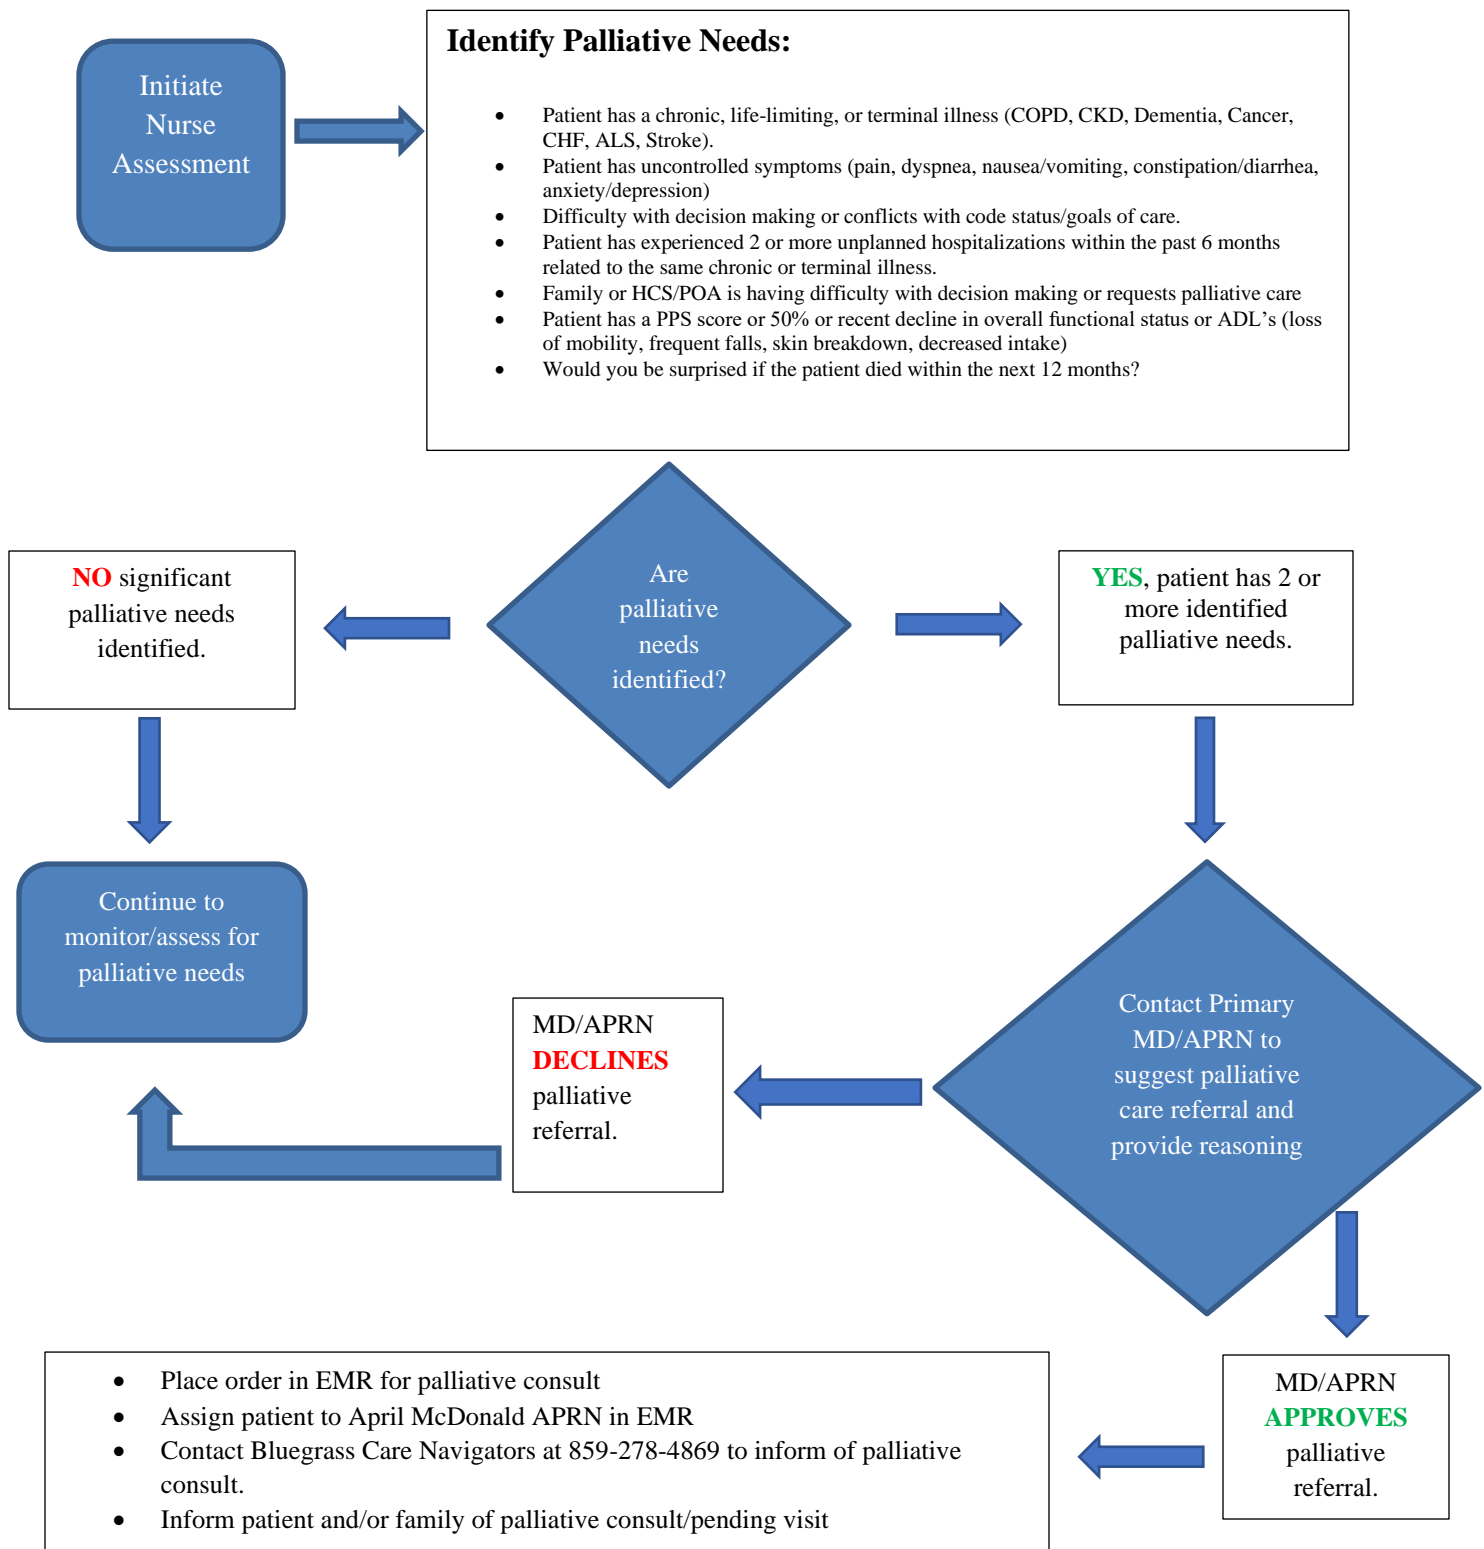 Initiate
Nurse
Assessment
Identify Palliative Needs:
• Patient has a chronic, life-limiting, or terminal illness (COPD, CKD, Dementia, Cancer,
CHF, ALS, Stroke).
• Patient has uncontrolled symptoms (pain, dyspnea, nausea/vomiting, constipation/diarrhea,
anxiety/depression)
• Difficulty with decision making or conflicts with code status/goals of care.
• Patient has experienced 2 or more unplanned hospitalizations within the past 6 months
related to the same chronic or terminal illness.
• Family or HCS/POA is having difficulty with decision making or requests palliative care
• Patient has a PPS score or 50% or recent decline in overall functional status or ADL's (loss
of mobility, frequent falls, skin breakdown, decreased intake)
• Would you be surprised if the patient died within the next 12 months?
Are
palliative
needs
identified?
NO significant
palliative needs
identified.
YES, patient has 2 or
more identified
palliative needs.
Continue to
monitor/assess for
palliative needs
Contact Primary
MD/APRN to
suggest palliative
care referral and
provide reasoning
MD/APRN
DECLINES
palliative
referral.
MD/APRN
APPROVES
palliative
referral.
• Place order in EMR for palliative consult
• Assign patient to April McDonald APRN in EMR
• Contact Bluegrass Care Navigators at 859-278-4869 to inform of palliative
consult.
• Inform patient and/or family of palliative consult/pending visit